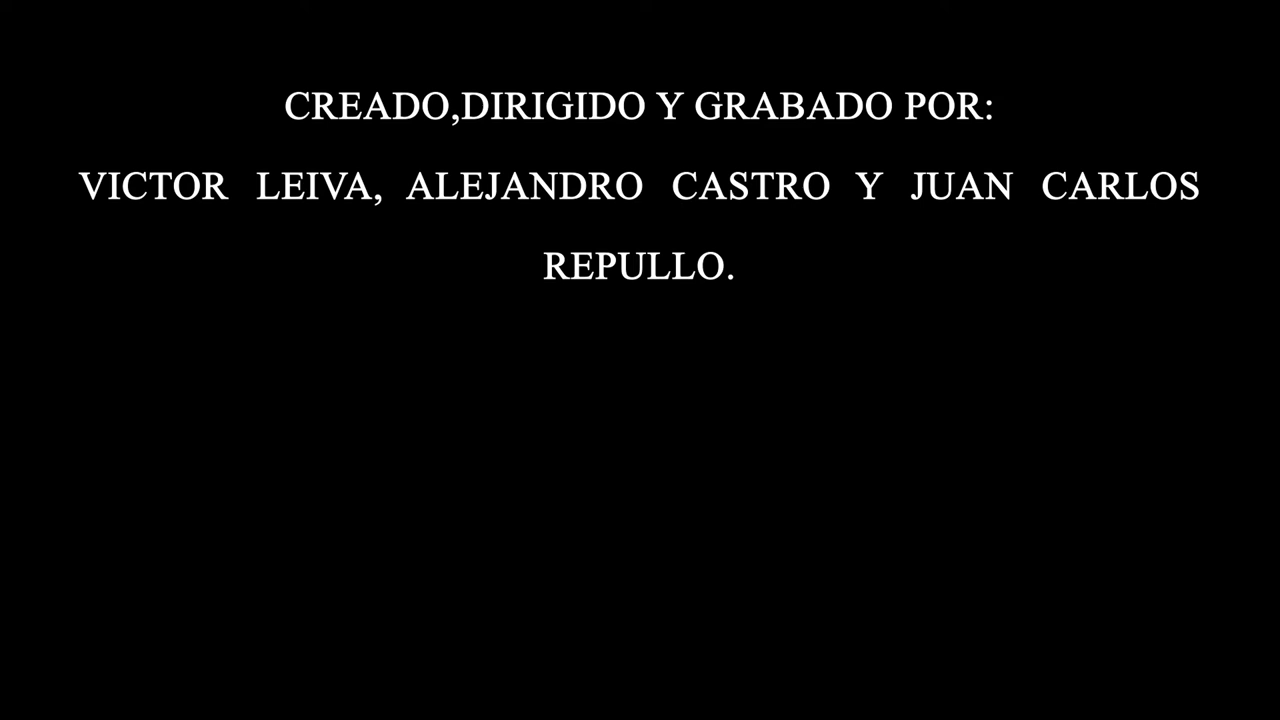 CREADO,DIRIGIDO Y GRABADO POR:
VICTOR LEIVA, ALEJANDRO CASTRO Y JUAN CARLOS
REPULLO.